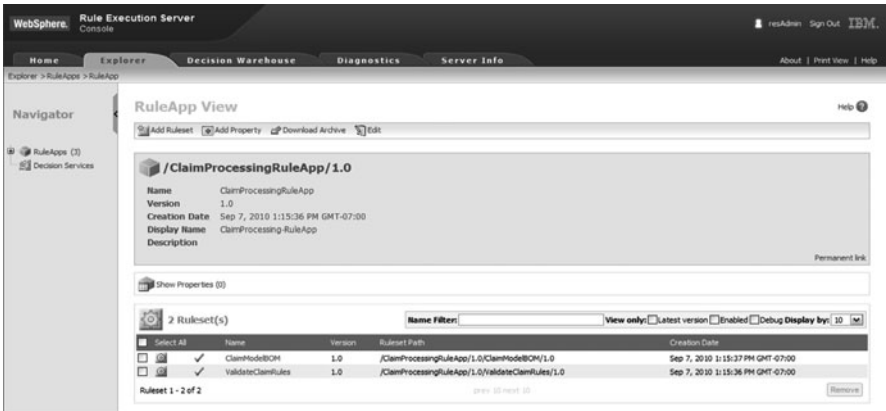 WebSphere. Rule Execution Server
Console
resAdmin Sign Out IBM.
Home Explorer Decision Warehouse Diagnostics Server Info
About | Print View | Help
Explorer > RuleApps > RuleApp
Navigator
RuleApps (3)
Decision Services
RuleApp View
Help
Add Ruleset Add Property Download Archive Edit
/ClaimProcessingRuleApp/1.0
Name ClaimProcessingRuleApp
Version 1.0
Creation Date Sep 7, 2010 1:15:36 PM GMT-07:00
Display Name ClaimProcessing-RuleApp
Description
Permanent link
Show Properties (0)
2 Ruleset(s)
Name Filter: View only: Latest version Enabled Debug Display by: 10
Select All Name Version Ruleset Path Creation Date
ClaimModelBOM 1.0 /ClaimProcessingRuleApp/1.0/ClaimModelBOM/1.0 Sep 7, 2010 1:15:37 PM GMT-07:00
ValidateClaimRules 1.0 /ClaimProcessingRuleApp/1.0/ValidateClaimRules/1.0 Sep 7, 2010 1:15:36 PM GMT-07:00
Ruleset 1 - 2 of 2 prev 10 next 10 Remove